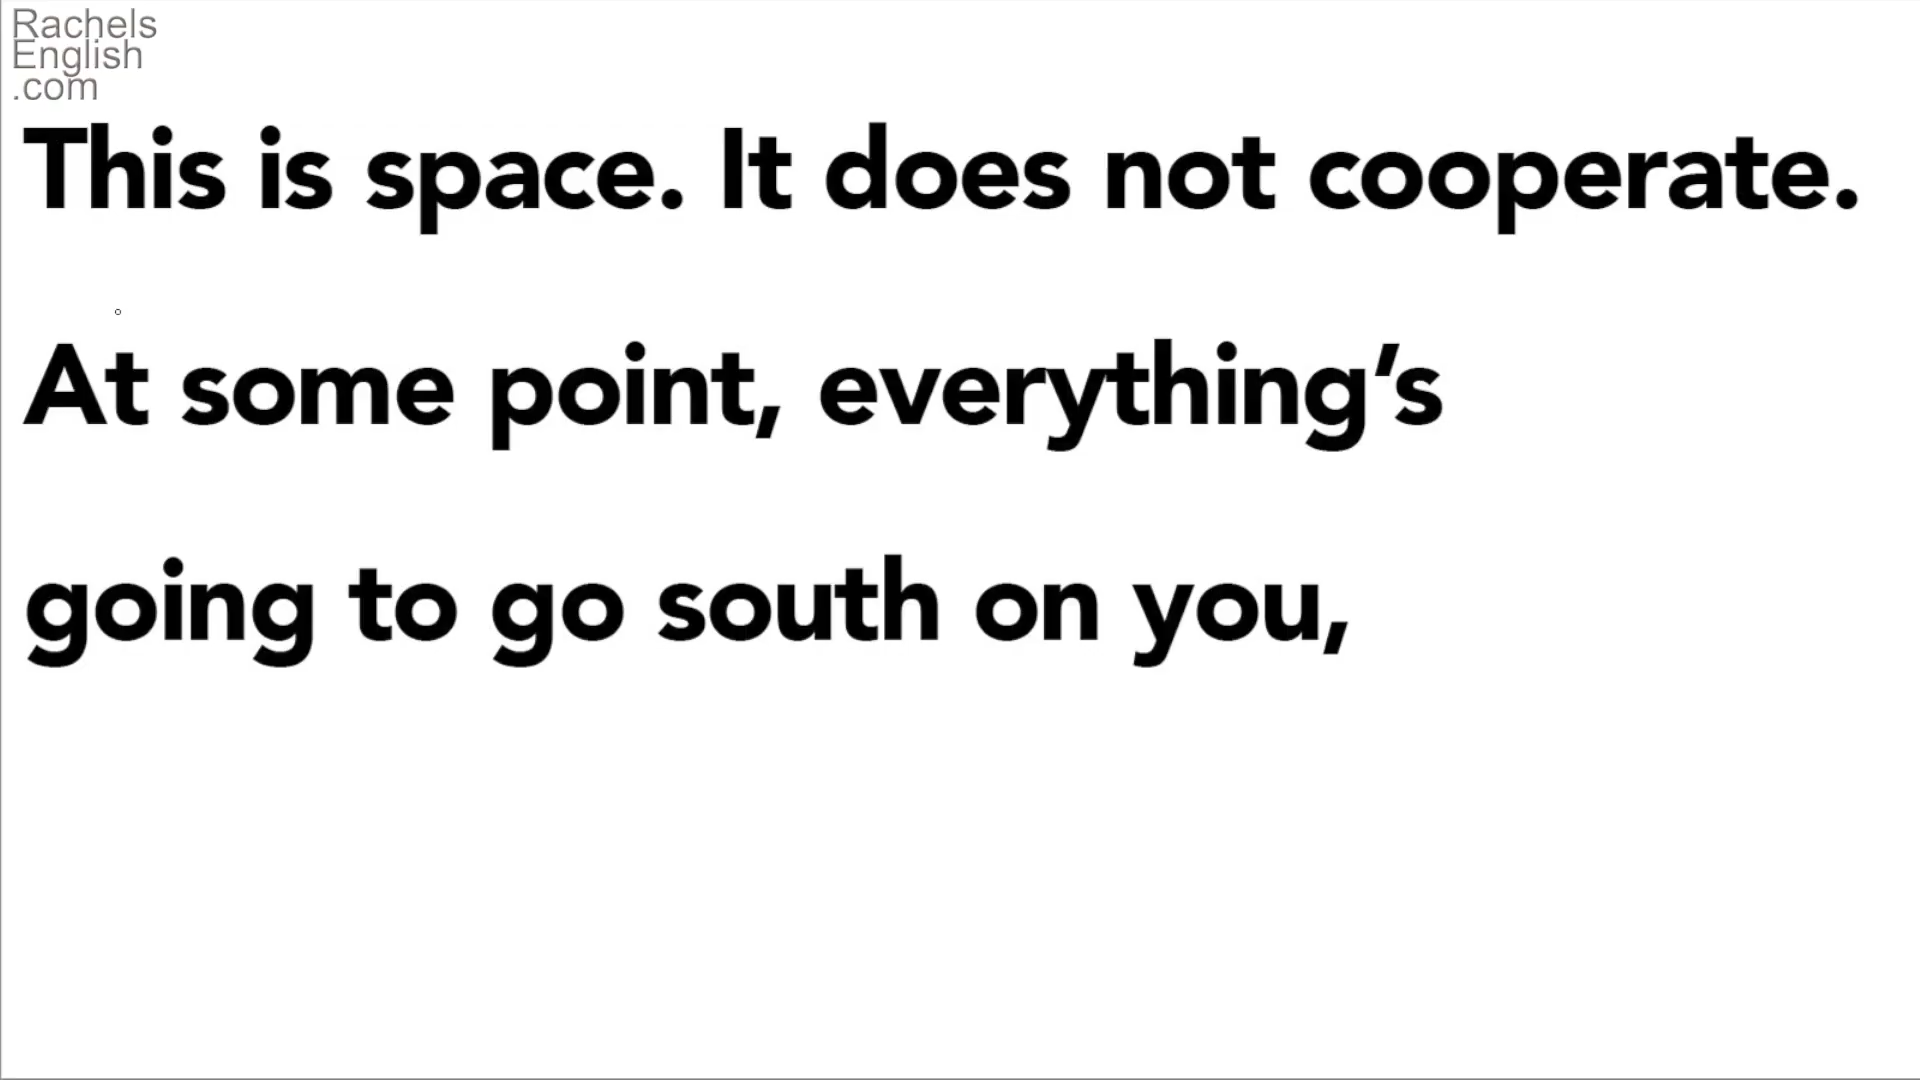 Rachels
English
.com
This is space. It does not cooperate.
At some point, everything’s
going to go south on you,